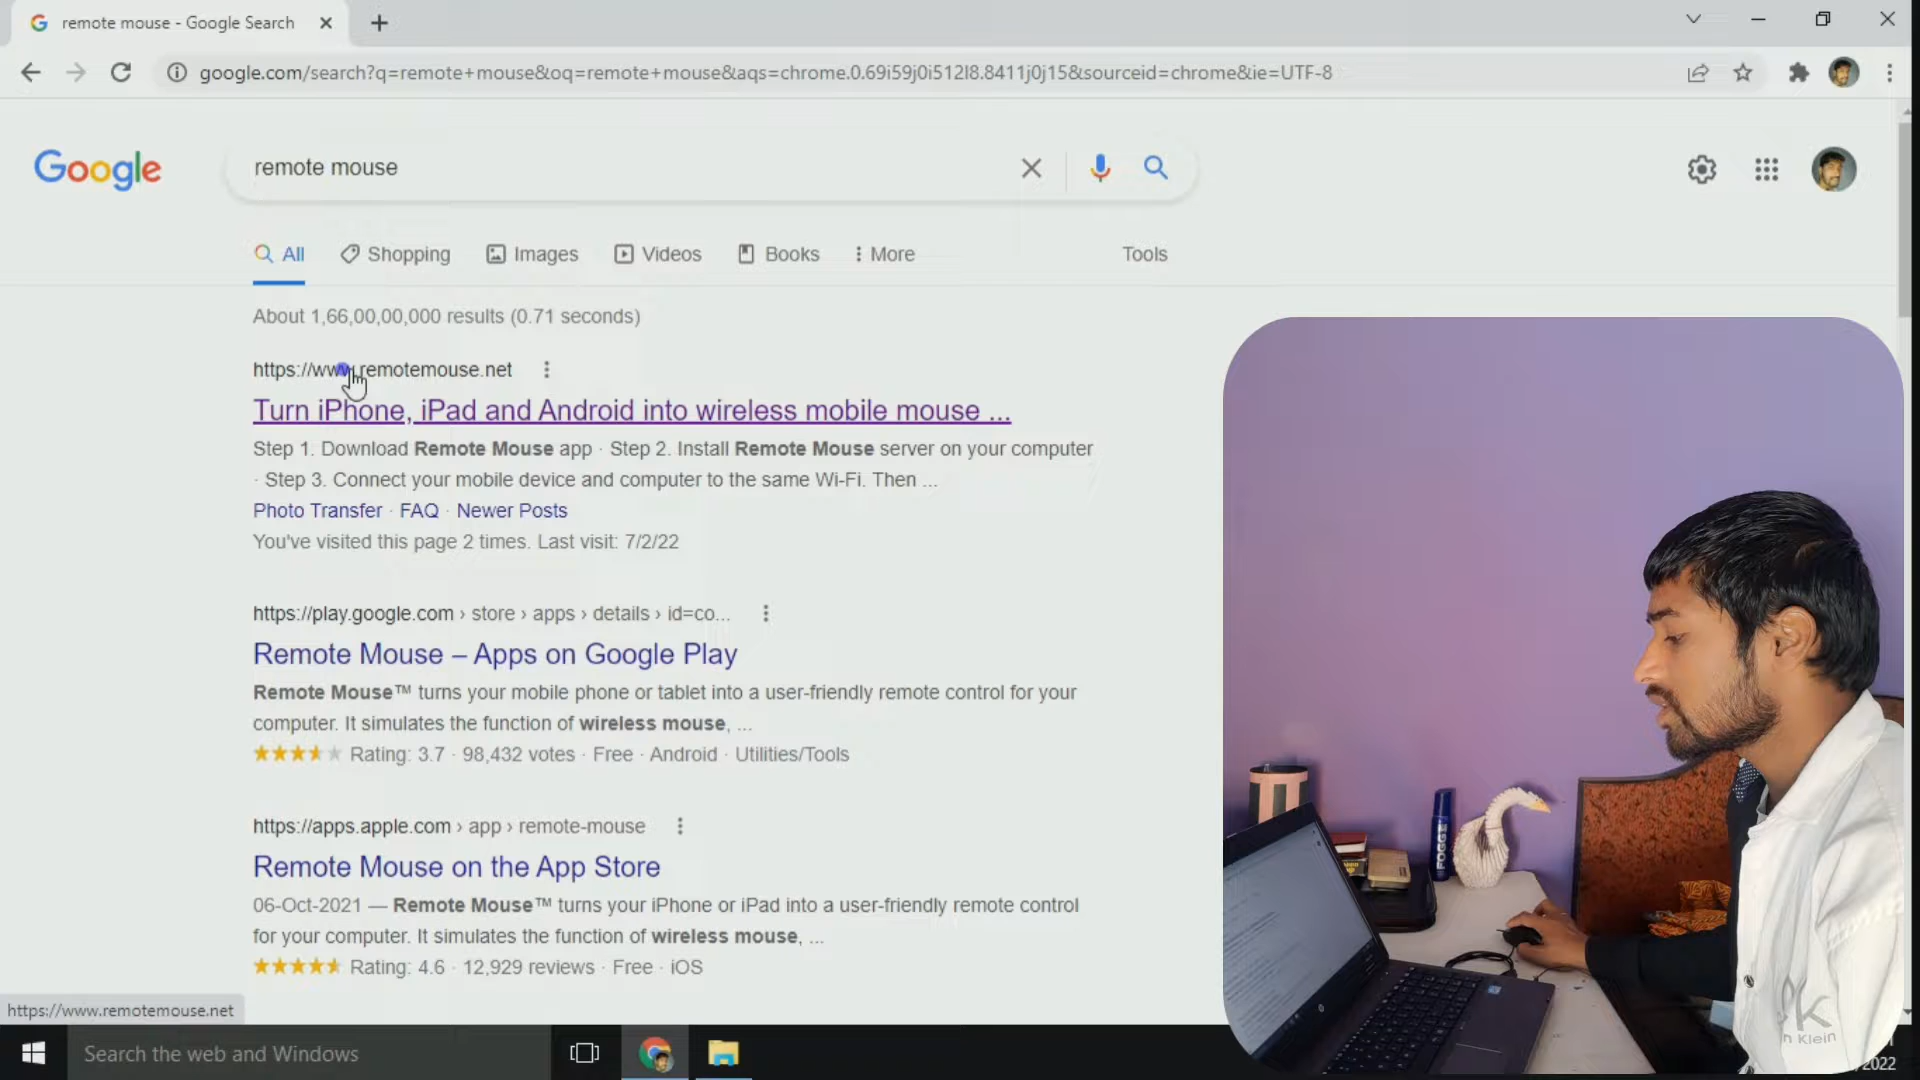 remote mouse - Google Search
google.com/search?q=remote+mouse&oq=remote+mouse&aqs=chrome.0.69i59j0i512l8.8411j0j15&sourceid=chrome&ie=UTF-8
Google
remote mouse
All
Shopping
Images
Videos
Books
More
Tools
About 1,66,00,00,000 results (0.71 seconds)
https://www.remotemouse.net
Turn iPhone, iPad and Android into wireless mobile mouse ...
Step 1. Download Remote Mouse app · Step 2. Install Remote Mouse server on your computer
· Step 3. Connect your mobile device and computer to the same Wi-Fi. Then ...
Photo Transfer · FAQ · Newer Posts
You've visited this page 2 times. Last visit: 7/2/22
https://play.google.com › store › apps › details › id=co...
Remote Mouse – Apps on Google Play
Remote Mouse™ turns your mobile phone or tablet into a user-friendly remote control for your
computer. It simulates the function of wireless mouse, ...
Rating: 3.7 · 98,432 votes · Free · Android · Utilities/Tools
https://apps.apple.com › app › remote-mouse
Remote Mouse on the App Store
06-Oct-2021 — Remote Mouse™ turns your iPhone or iPad into a user-friendly remote control
for your computer. It simulates the function of wireless mouse, ...
Rating: 4.6 · 12,929 reviews · Free · iOS
https://www.remotemouse.net
Search the web and Windows
FOGG
Klein
2022